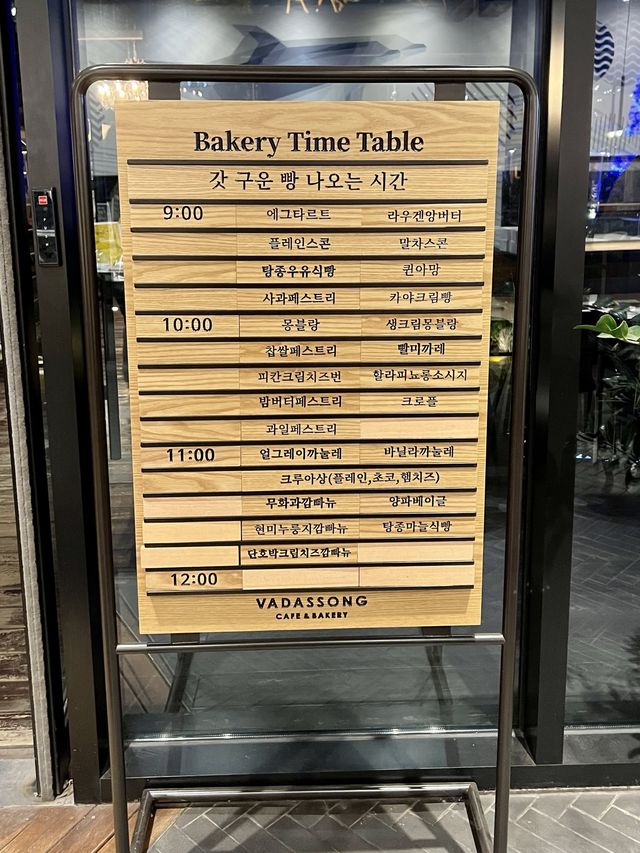 Bakery Time Table
갓 구운 빵 나오는 시간
9:00 에그타르트 라우겐앙버터
플레인스콘 말차스콘
탕종우유식빵 퀸아망
사과페스트리 카야크림빵
10:00 몽블랑 생크림몽블랑
찹쌀페스트리 빨미까레
피칸크림치즈번 할라피뇨롱소시지
밤버터페스트리 크로플
과일페스트리
11:00 얼그레이까눌레 바닐라까눌레
크루아상(플레인,초코,햄치즈)
무화과깜빠뉴 양파베이글
현미누룽지깜빠뉴 탕종마늘식빵
단호박크림치즈깜빠뉴
12:00
VADASSONG
CAFE & BAKERY